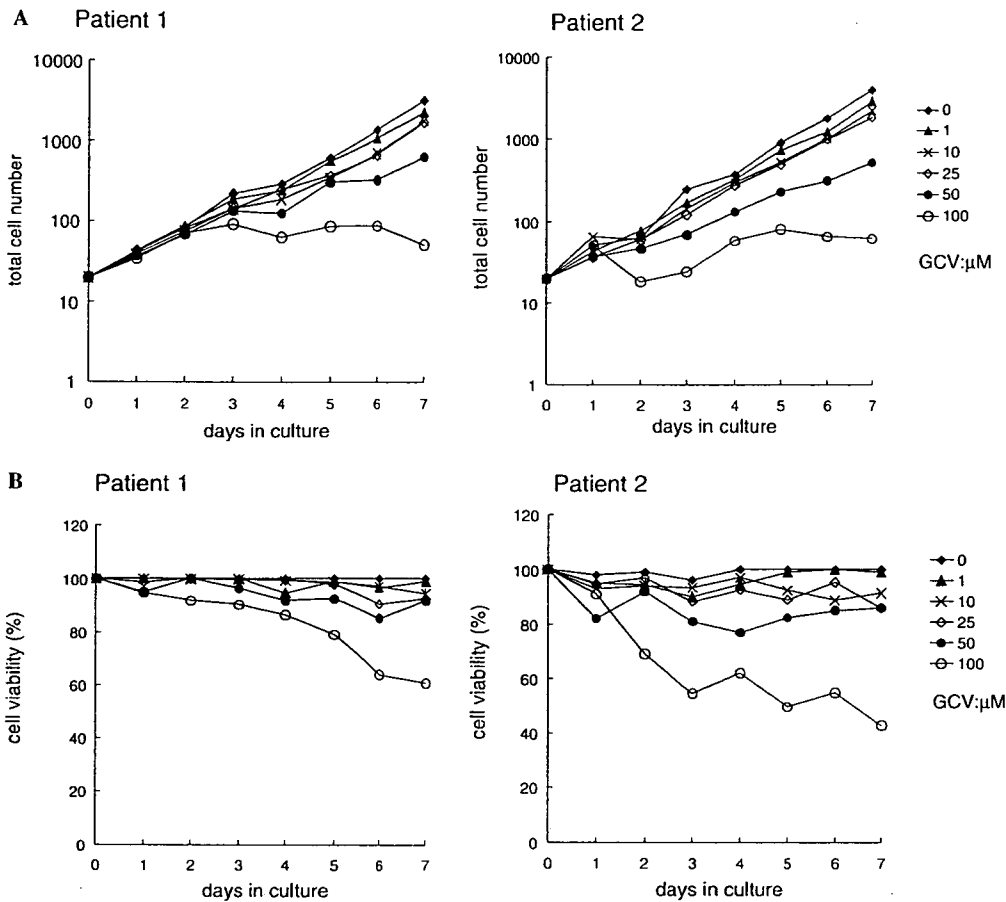 A
Patient 1
10000
1000
100
10
1
total cell number
0 1 2 3 4 5 6 7
days in culture
Patient 2
10000
1000
100
10
1
total cell number
0 1 2 3 4 5 6 7
days in culture
0
1
10
25
50
100
GCV:μM
B
Patient 1
120
100
80
60
40
20
0
cell viability (%)
0 1 2 3 4 5 6 7
days in culture
Patient 2
120
100
80
60
40
20
0
cell viability (%)
0 1 2 3 4 5 6 7
days in culture
0
1
10
25
50
100
GCV:μM